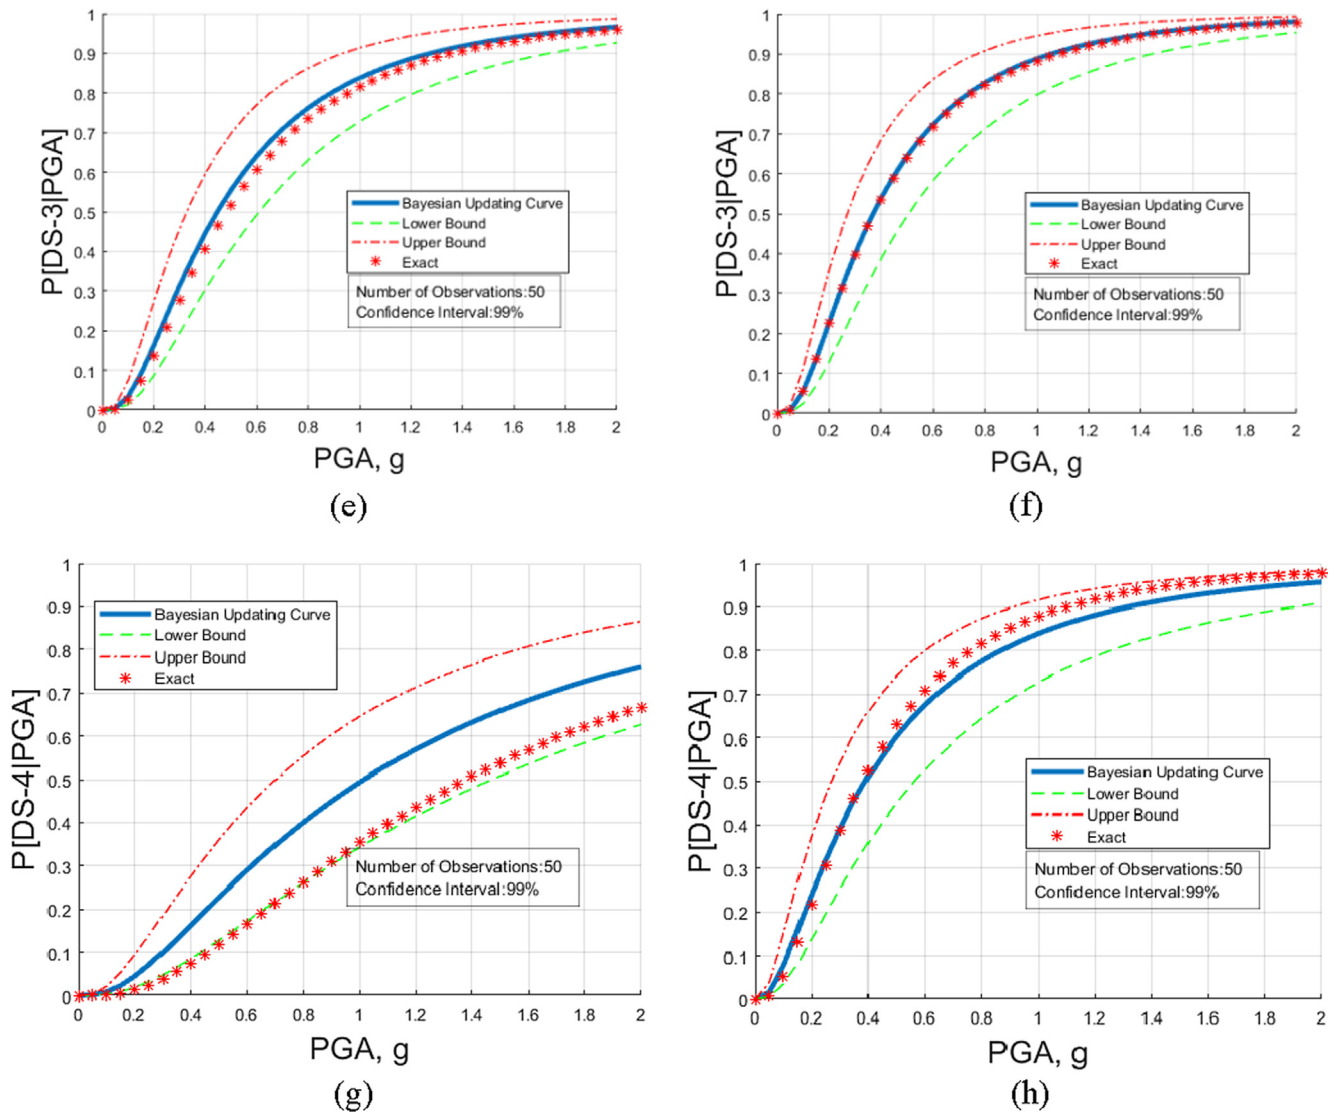 1
0.9
0.8
0.7
0.6
0.5
0.4
0.3
0.2
0.1
0
P[DS-3|PGA]
Bayesian Updating Curve
Lower Bound
Upper Bound
Exact
Number of Observations:50
Confidence Interval:99%
0 0.2 0.4 0.6 0.8 1 1.2 1.4 1.6 1.8 2
PGA, g
(e)
1
0.9
0.8
0.7
0.6
0.5
0.4
0.3
0.2
0.1
0
P[DS-3|PGA]
Bayesian Updating Curve
Lower Bound
Upper Bound
Exact
Number of Observations:50
Confidence Interval:99%
0 0.2 0.4 0.6 0.8 1 1.2 1.4 1.6 1.8 2
PGA, g
(f)
1
0.9
0.8
0.7
0.6
0.5
0.4
0.3
0.2
0.1
0
P[DS-4|PGA]
Bayesian Updating Curve
Lower Bound
Upper Bound
Exact
Number of Observations:50
Confidence Interval:99%
0 0.2 0.4 0.6 0.8 1 1.2 1.4 1.6 1.8 2
PGA, g
(g)
1
0.9
0.8
0.7
0.6
0.5
0.4
0.3
0.2
0.1
0
P[DS-4|PGA]
Bayesian Updating Curve
Lower Bound
Upper Bound
Exact
Number of Observations:50
Confidence Interval:99%
0 0.2 0.4 0.6 0.8 1 1.2 1.4 1.6 1.8 2
PGA, g
(h)